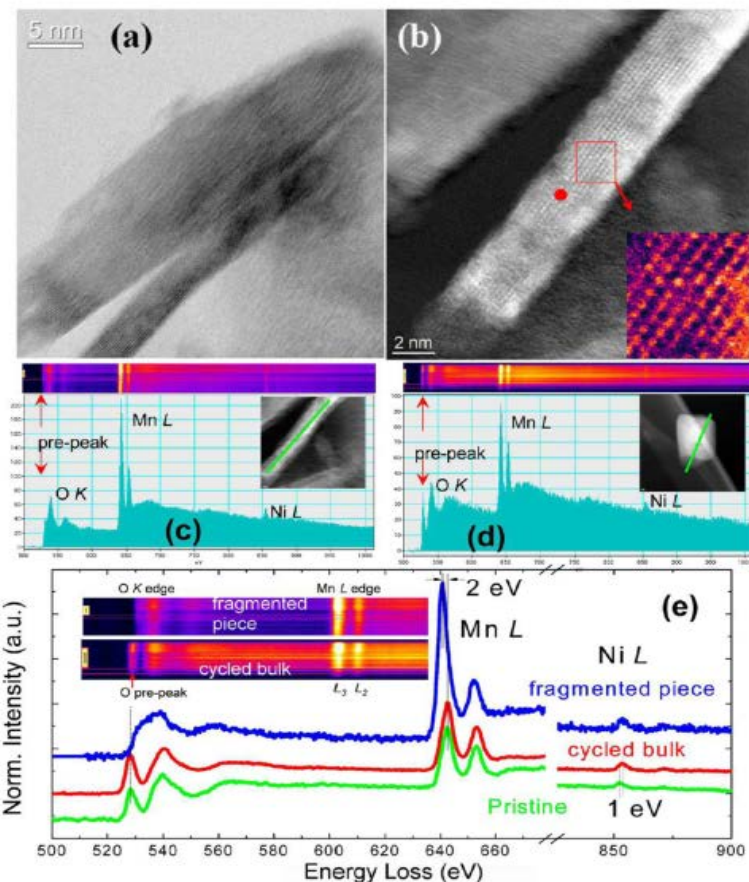 5 nm
(a)
(b)
2 nm
pre-peak
Mn L
O K
Ni L
(c)
pre-peak
Mn L
O K
Ni L
(d)
O K edge
Mn L edge
fragmented
piece
cycled bulk
O pre-peak
L3
L2
2 eV
(e)
Mn L
Ni L
fragmented piece
cycled bulk
Pristine
1 eV
Norm. Intensity (a.u.)
500 520 540 560 580 600 620 640 660 850 900
Energy Loss (eV)